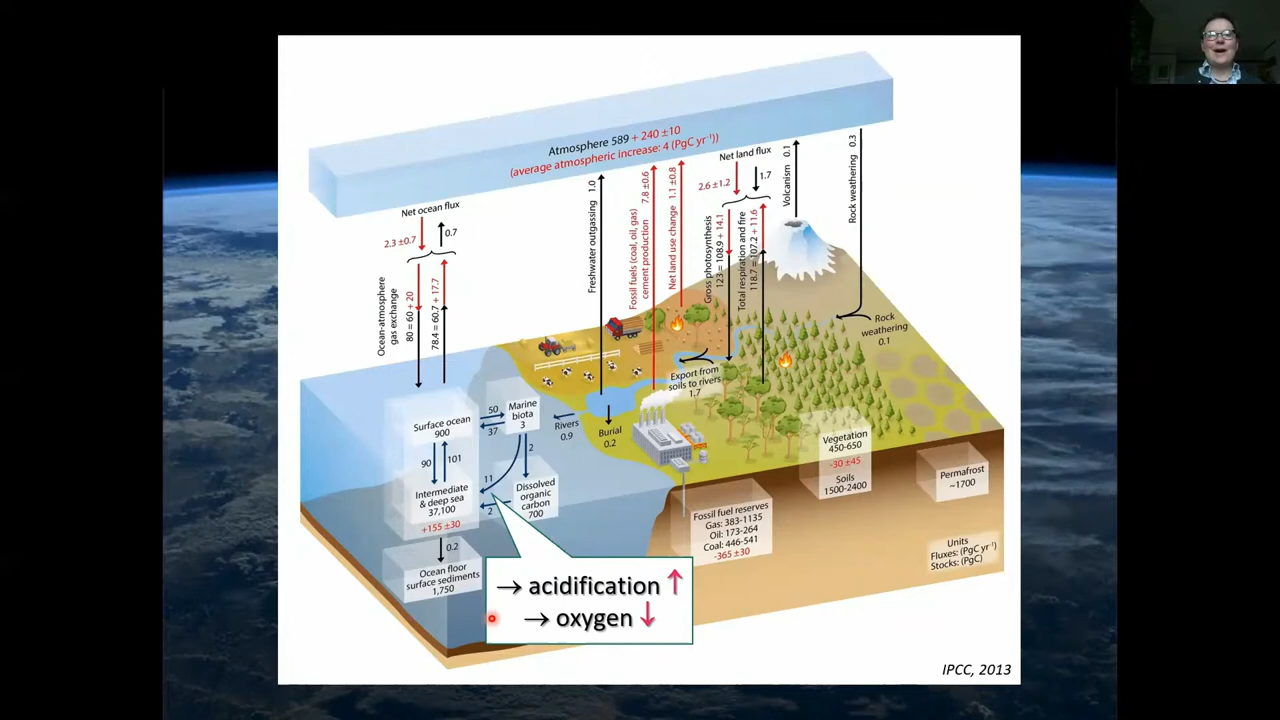 Atmosphere 589 + 240 ±10
(average atmospheric increase: 4 (PgC yr⁻¹))
Net ocean flux
2.3 ±0.7
0.7
Ocean-atmosphere
gas exchange
80 = 60 + 20
78.4 = 60.7 + 17.7
Freshwater outgassing 1.0
Fossil fuels (coal, oil, gas)
cement production 7.8 ±0.6
Net land use change 1.1 ±0.8
Net land flux
2.6 ±1.2
1.7
Gross photosynthesis
123 = 108.9 + 14.1
Total respiration and fire
118.7 = 107.2 + 11.6
Volcanism 0.1
Rock weathering 0.3
Rock
weathering
0.1
Export from
soils to rivers
1.7
Surface ocean
900
50
37
Marine
biota
3
Rivers
0.9
Burial
0.2
90
101
2
11
Intermediate
& deep sea
37,100
+155 ±30
2
Dissolved
organic
carbon
700
0.2
Ocean floor
surface sediments
1,750
Vegetation
450-650
-30 ±45
Soils
1500-2400
Permafrost
~1700
Fossil fuel reserves
Gas: 383-1135
Oil: 173-264
Coal: 446-541
-365 ±30
Units
Fluxes: (PgC yr⁻¹)
Stocks: (PgC)
→ acidification ↑
→ oxygen ↓
IPCC, 2013